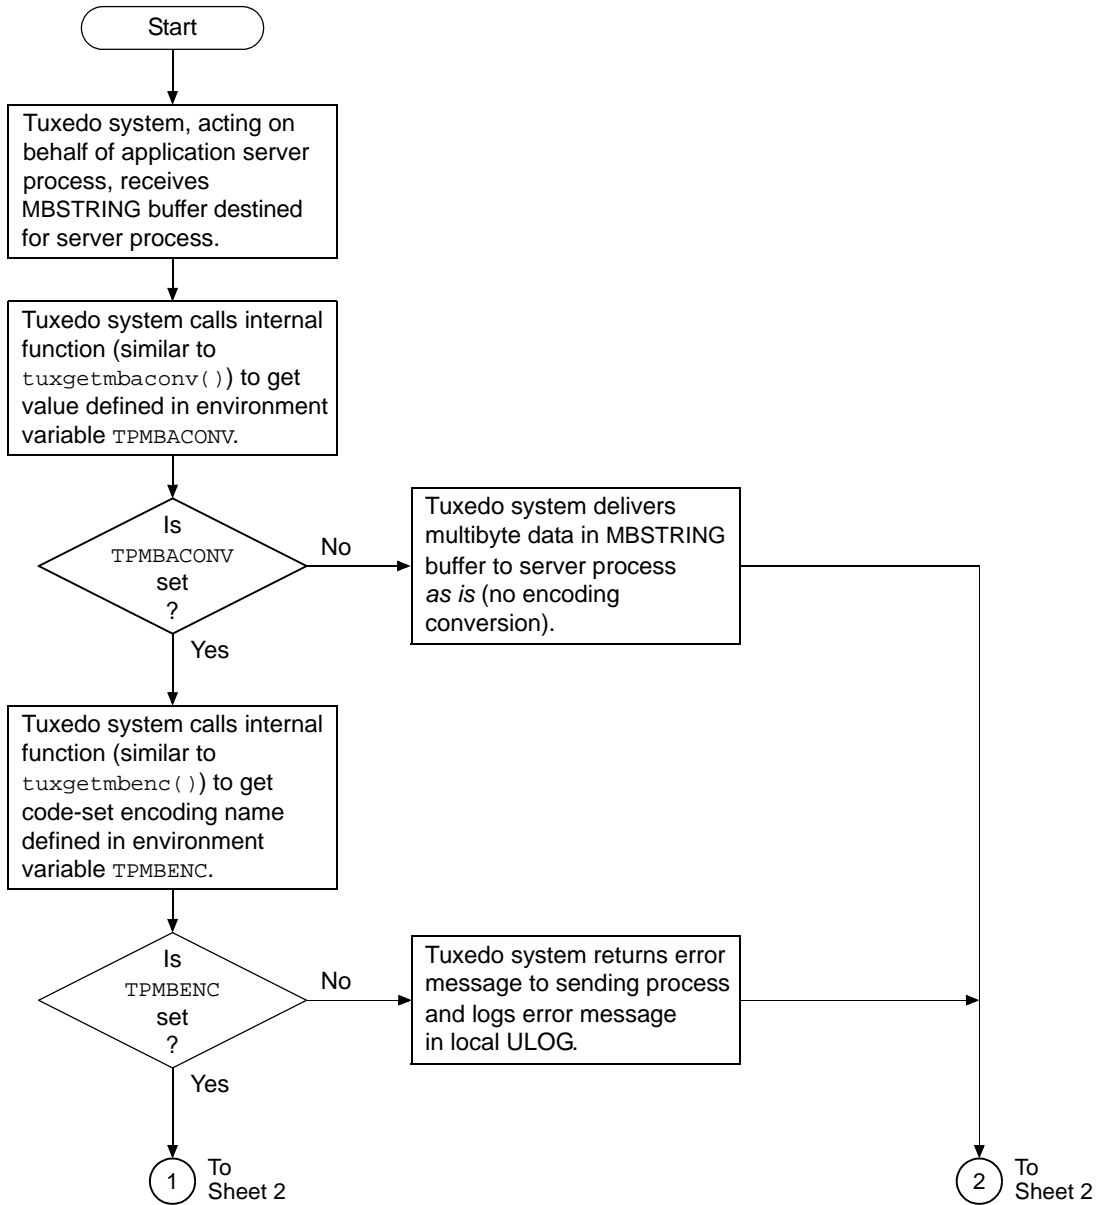 Start
Tuxedo system, acting on
behalf of application server
process, receives
MBSTRING buffer destined
for server process.
Tuxedo system calls internal
function (similar to
tuxgetmbaconv()) to get
value defined in environment
variable TPMBACONV.
Is
TPMBACONV
set
?
No
Yes
Tuxedo system delivers
multibyte data in MBSTRING
buffer to server process
as is (no encoding
conversion).
Tuxedo system calls internal
function (similar to
tuxgetmbenc()) to get
code-set encoding name
defined in environment
variable TPMBENC.
Is
TPMBENC
set
?
No
Yes
Tuxedo system returns error
message to sending process
and logs error message
in local ULOG.
1
To
Sheet 2
2
To
Sheet 2